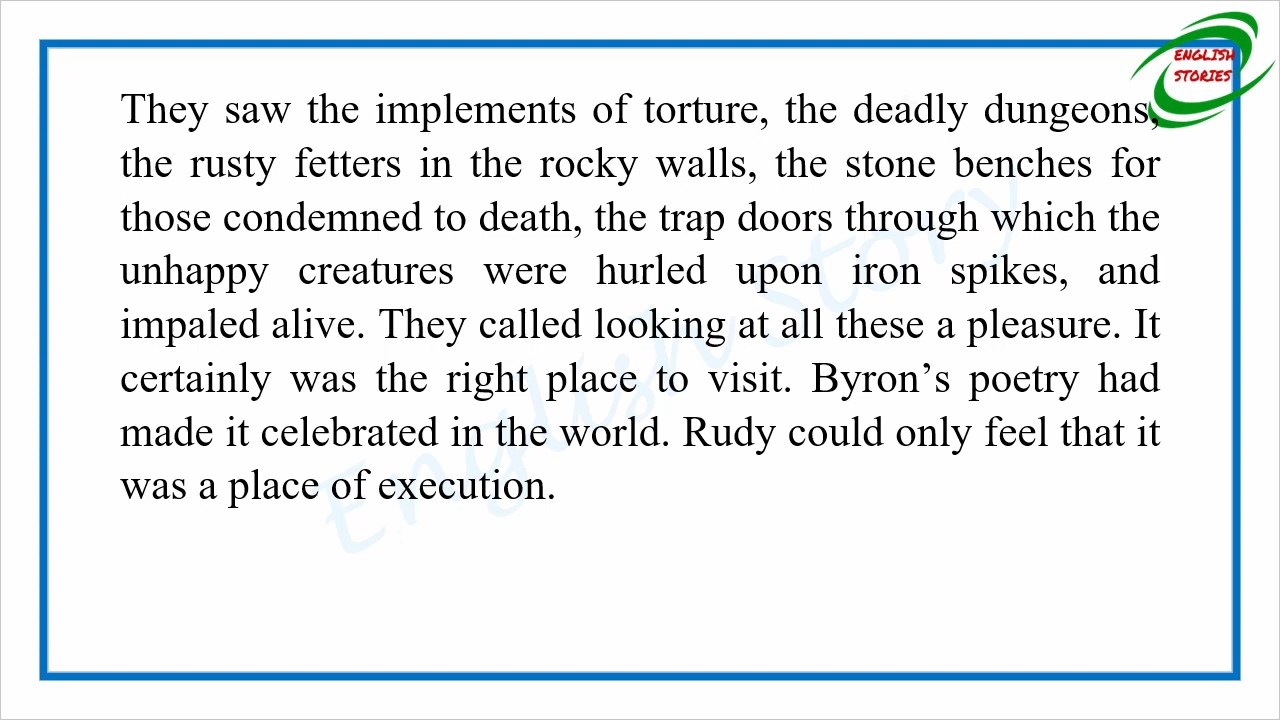 ENGLISH
STORIES
They saw the implements of torture, the deadly dungeons,
the rusty fetters in the rocky walls, the stone benches for
those condemned to death, the trap doors through which the
unhappy creatures were hurled upon iron spikes, and
impaled alive. They called looking at all these a pleasure. It
certainly was the right place to visit. Byron’s poetry had
made it celebrated in the world. Rudy could only feel that it
was a place of execution.
English Story